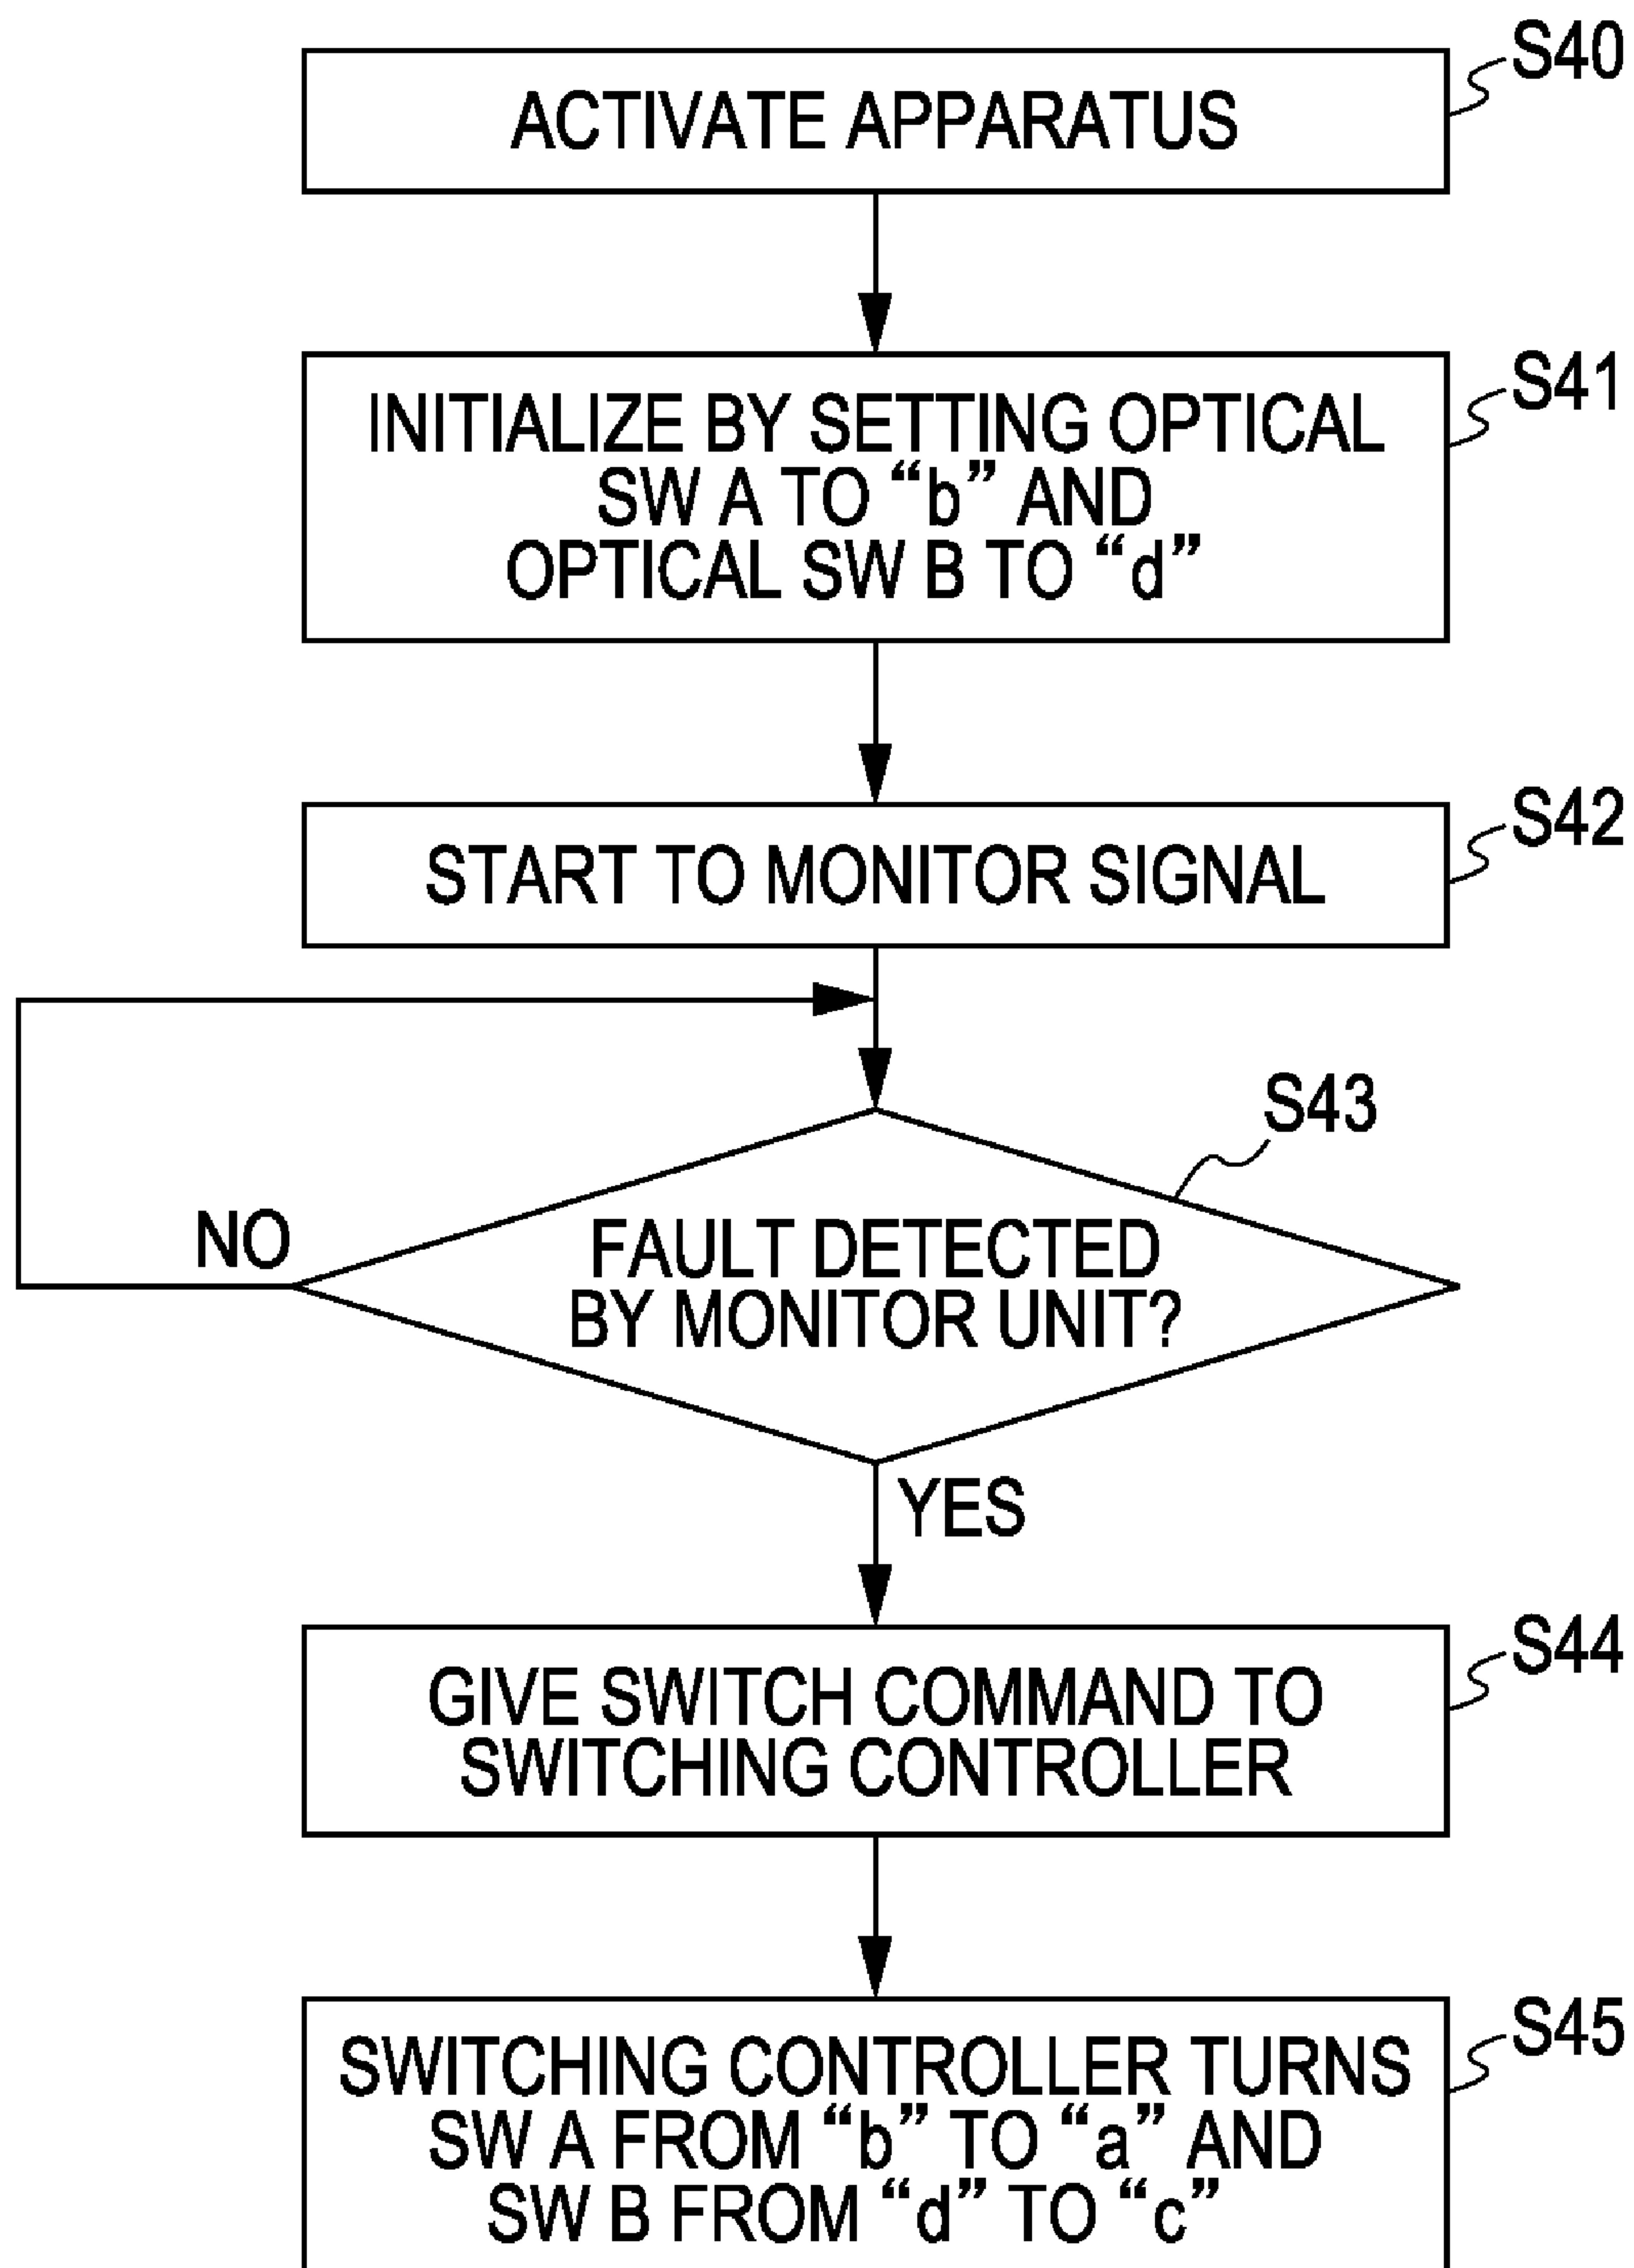 S40
ACTIVATE APPARATUS
S41
INITIALIZE BY SETTING OPTICAL
SW A TO “b” AND
OPTICAL SW B TO “d”
S42
START TO MONITOR SIGNAL
S43
NO
FAULT DETECTED
BY MONITOR UNIT?
YES
S44
GIVE SWITCH COMMAND TO
SWITCHING CONTROLLER
S45
SWITCHING CONTROLLER TURNS
SW A FROM “b” TO “a” AND
SW B FROM “d” TO “c”